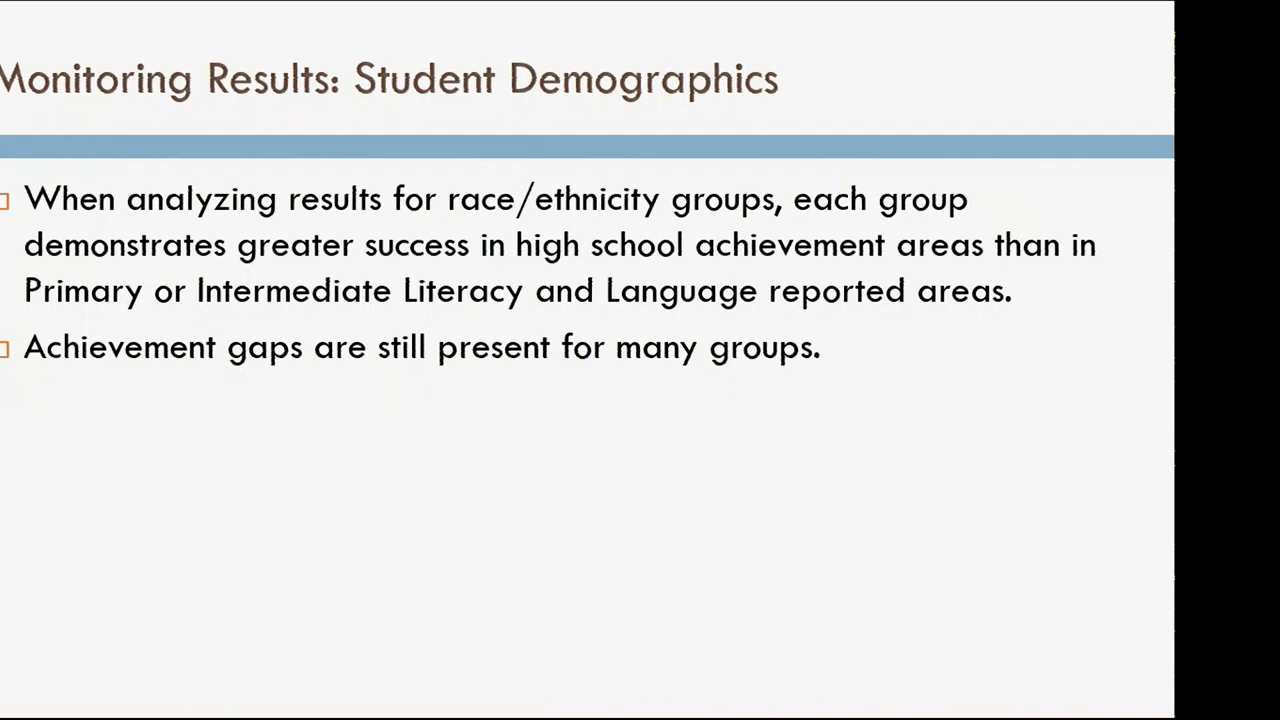 Monitoring Results: Student Demographics
When analyzing results for race/ethnicity groups, each group
demonstrates greater success in high school achievement areas than in
Primary or Intermediate Literacy and Language reported areas.
Achievement gaps are still present for many groups.